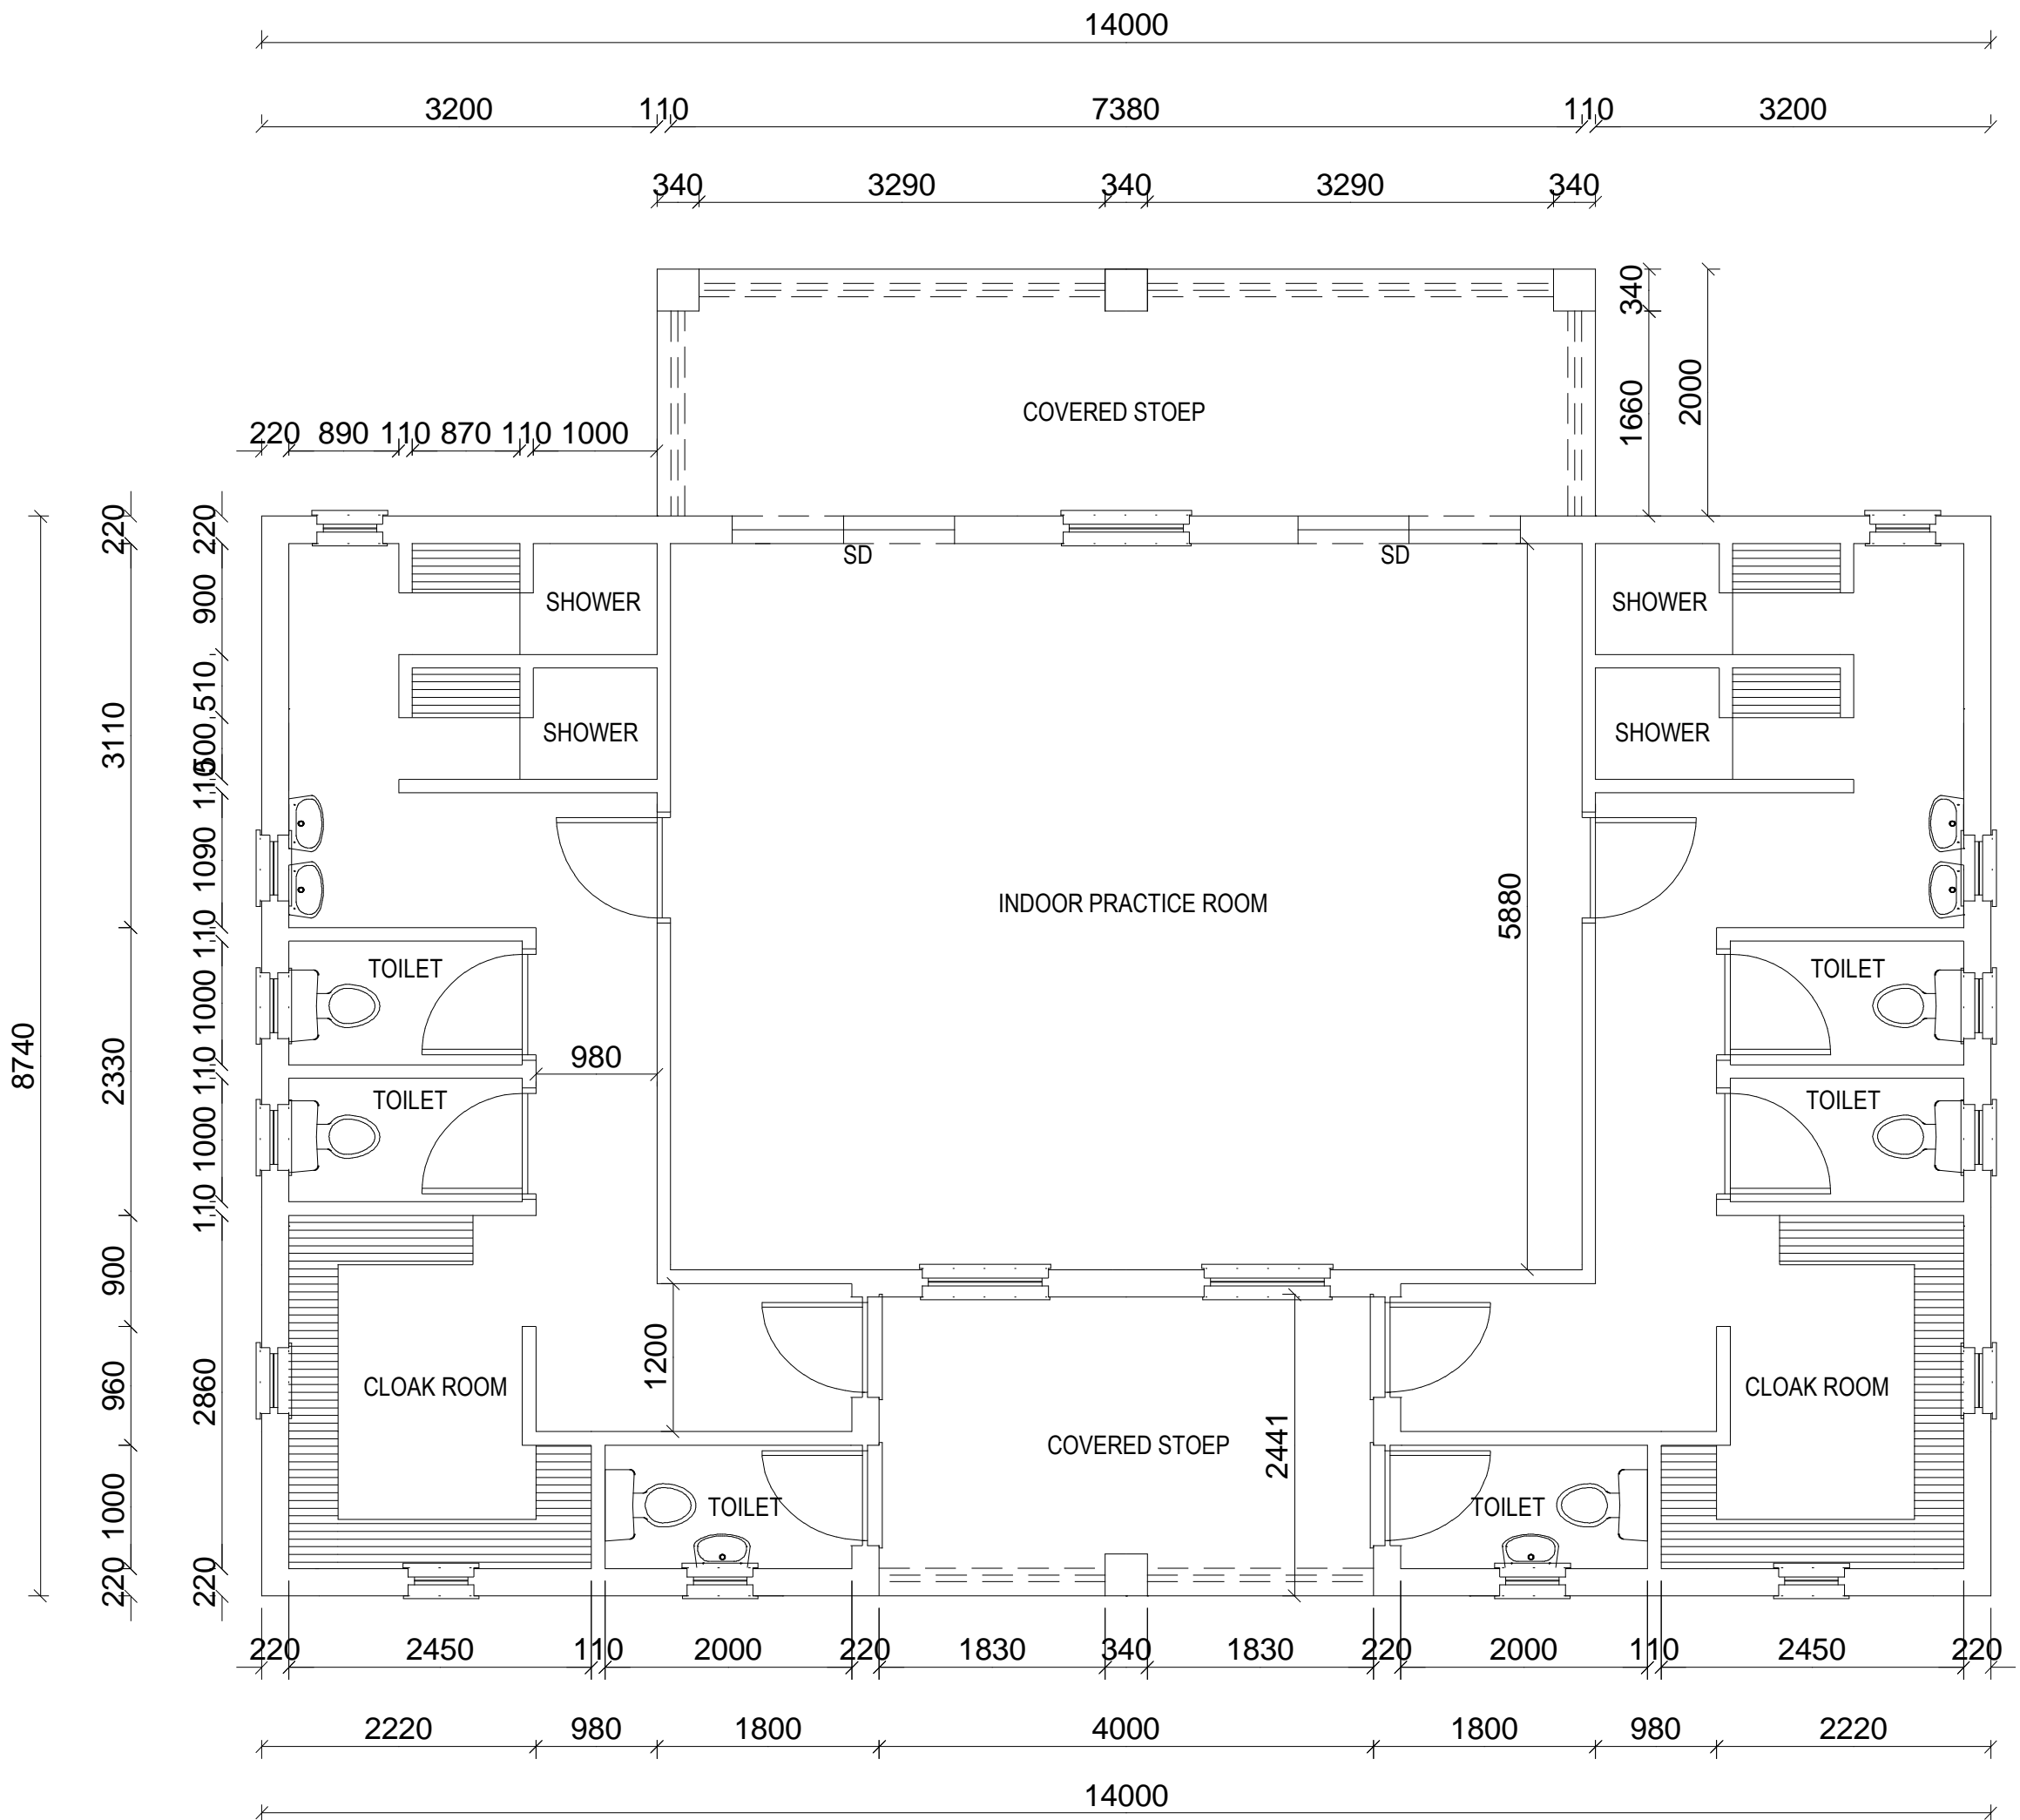 14000
3200 110 7380 110 3200
340 3290 340 3290 340
340
1660
2000
COVERED STOEP
220 890 110 870 110 1000
220
3110
2330
900
960
1000
220
8740
220
900
510
500
110
1090
110
1000
110
1000
110
2860
220
SD SD
SHOWER SHOWER
SHOWER SHOWER
INDOOR PRACTICE ROOM
5880
TOILET TOILET
980
TOILET TOILET
1200
CLOAK ROOM CLOAK ROOM
COVERED STOEP
2441
TOILET TOILET
220 2450 110 2000 220 1830 340 1830 220 2000 110 2450 220
2220 980 1800 4000 1800 980 2220
14000